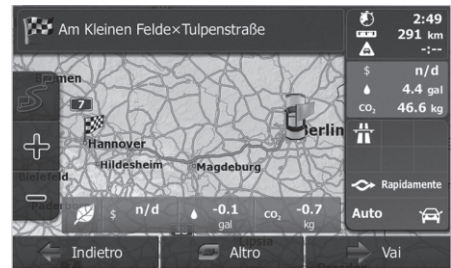 Am Kleinen Felde×Tulpenstraße
2:49
291 km
-:--
$ n/d
4.4 gal
CO₂ 46.6 kg
7
Hannover
Berlin
Hildesheim
Magdeburg
Bielefeld
Rapidamente
Auto
$ n/d
-0.1 gal
CO₂ -0.7 kg
Indietro
Altro
Vai